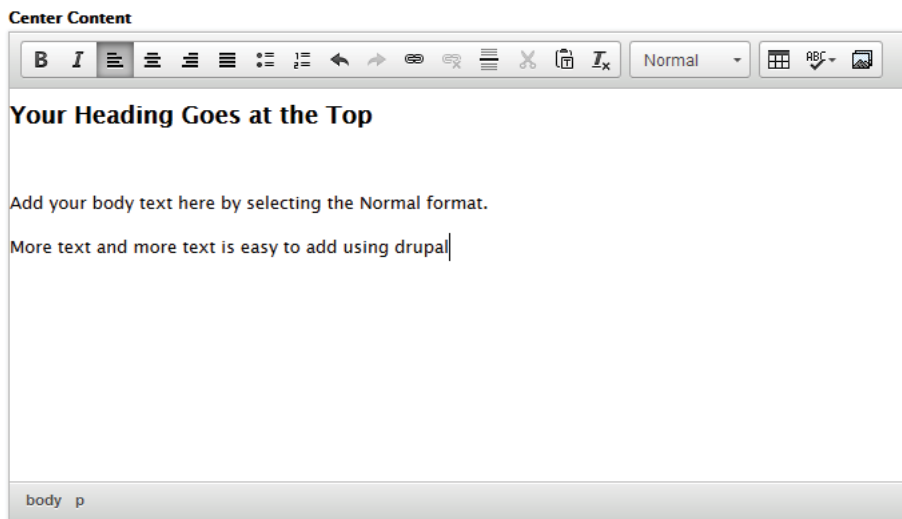 Center Content
B I Normal ABC
Your Heading Goes at the Top
Add your body text here by selecting the Normal format.
More text and more text is easy to add using drupal
body p